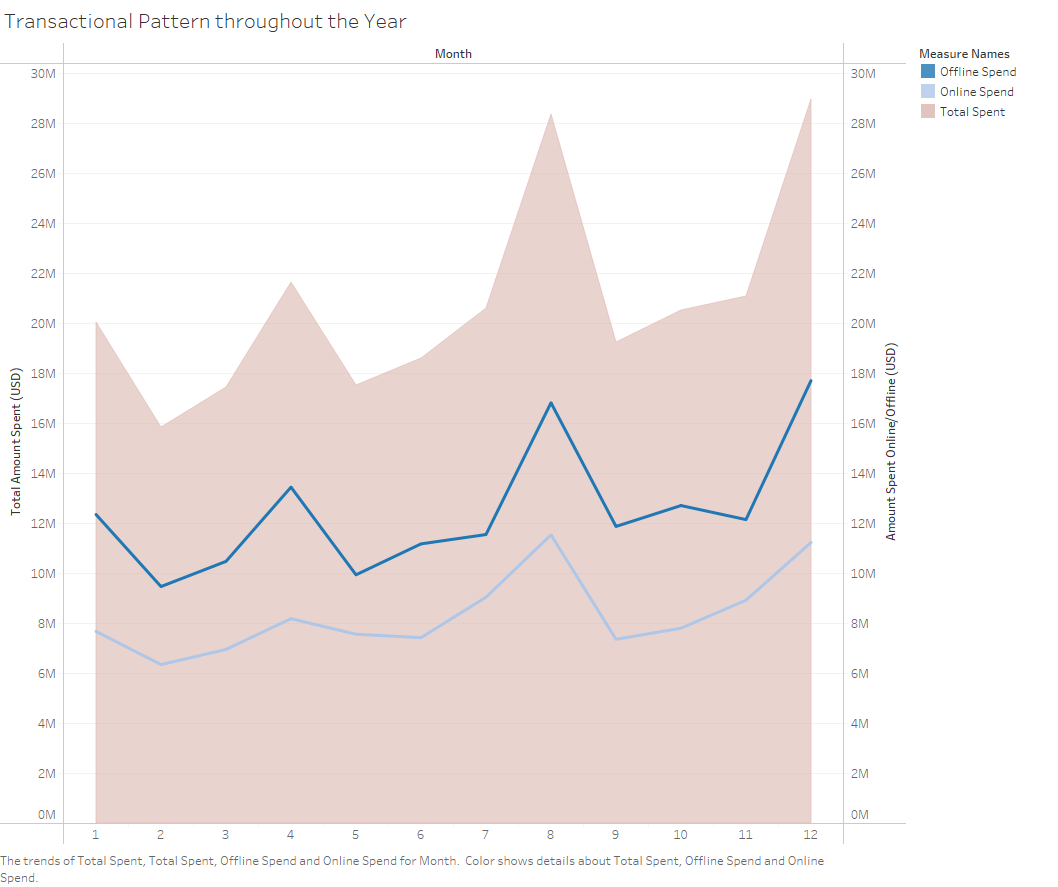 Transactional Pattern throughout the Year
Month
Measure Names
Offline Spend
Online Spend
Total Spent
Total Amount Spent (USD)
30M
28M
26M
24M
22M
20M
18M
16M
14M
12M
10M
8M
6M
4M
2M
0M
30M
28M
26M
24M
22M
20M
18M
16M
14M
12M
10M
8M
6M
4M
2M
0M
Amount Spent Online/Offline (USD)
1 2 3 4 5 6 7 8 9 10 11 12
The trends of Total Spent, Total Spent, Offline Spend and Online Spend for Month. Color shows details about Total Spent, Offline Spend and Online
Spend.